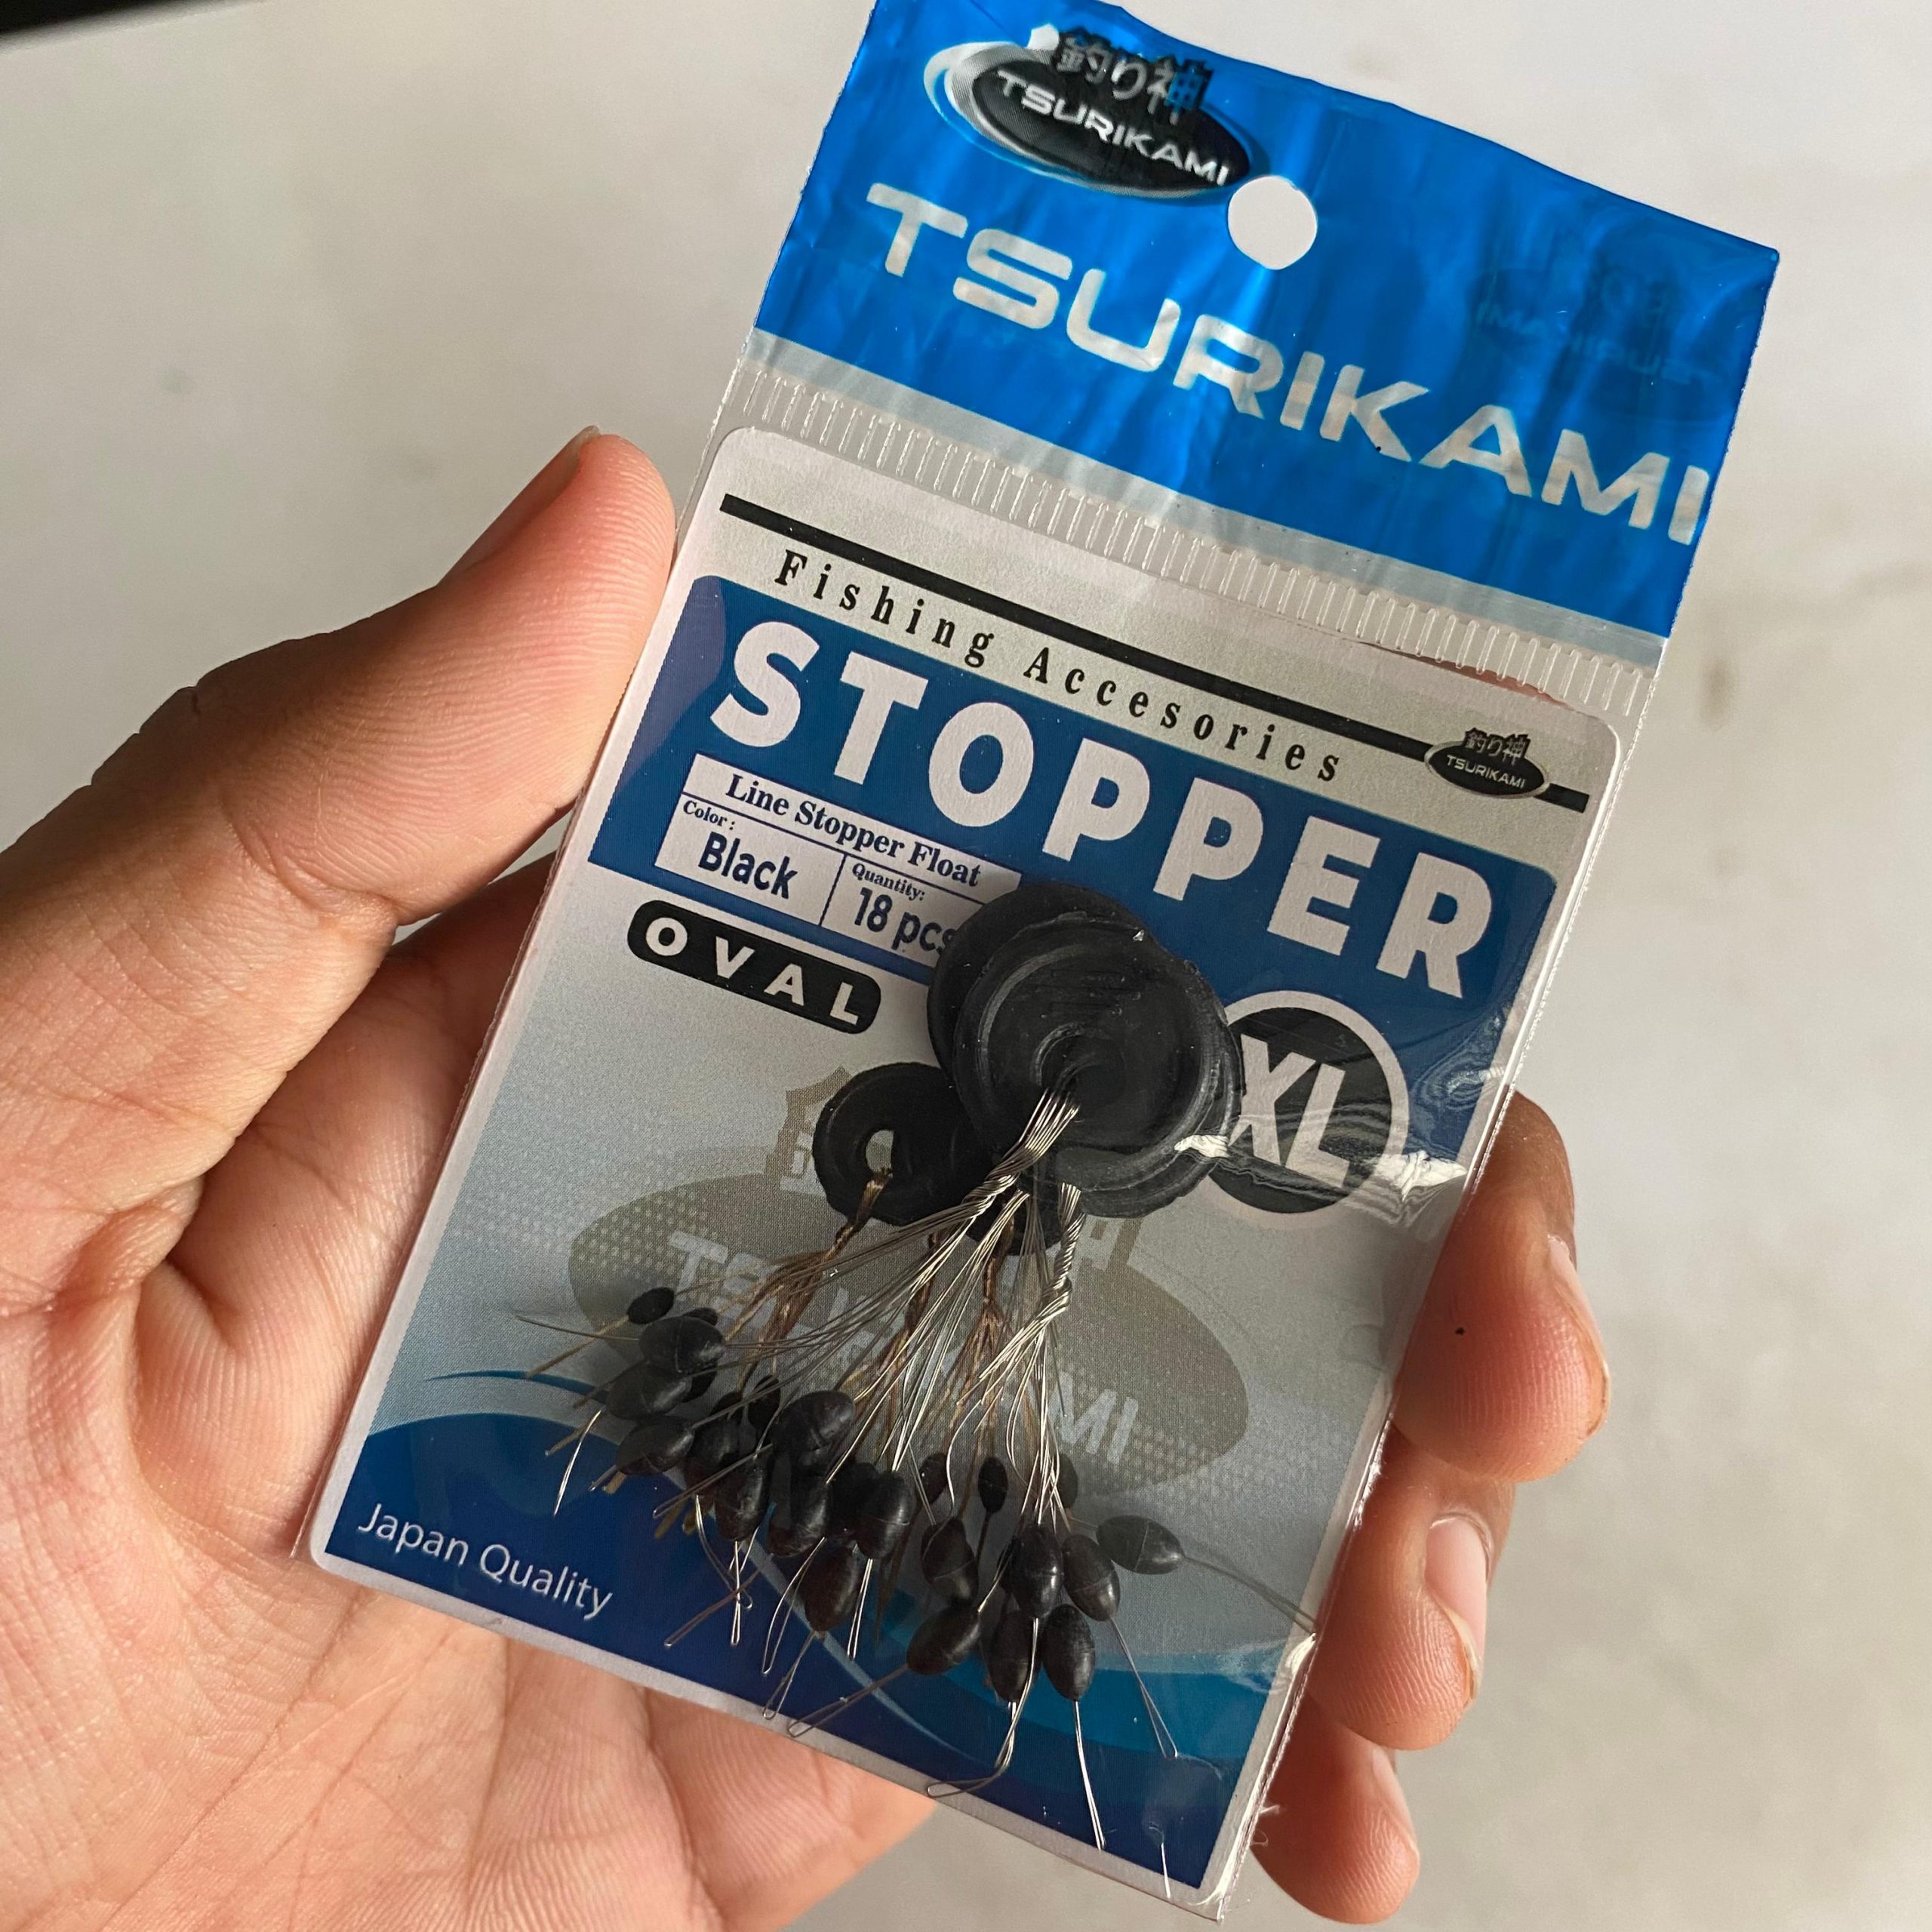 釣り神
TSURIKAMI
TSURIKAMI
Fishing Accesories
釣り神
TSURIKAMI
STOPPER
Line Stopper Float
Color :
Black
Quantity:
18 pcs
OVAL
XL
Japan Quality